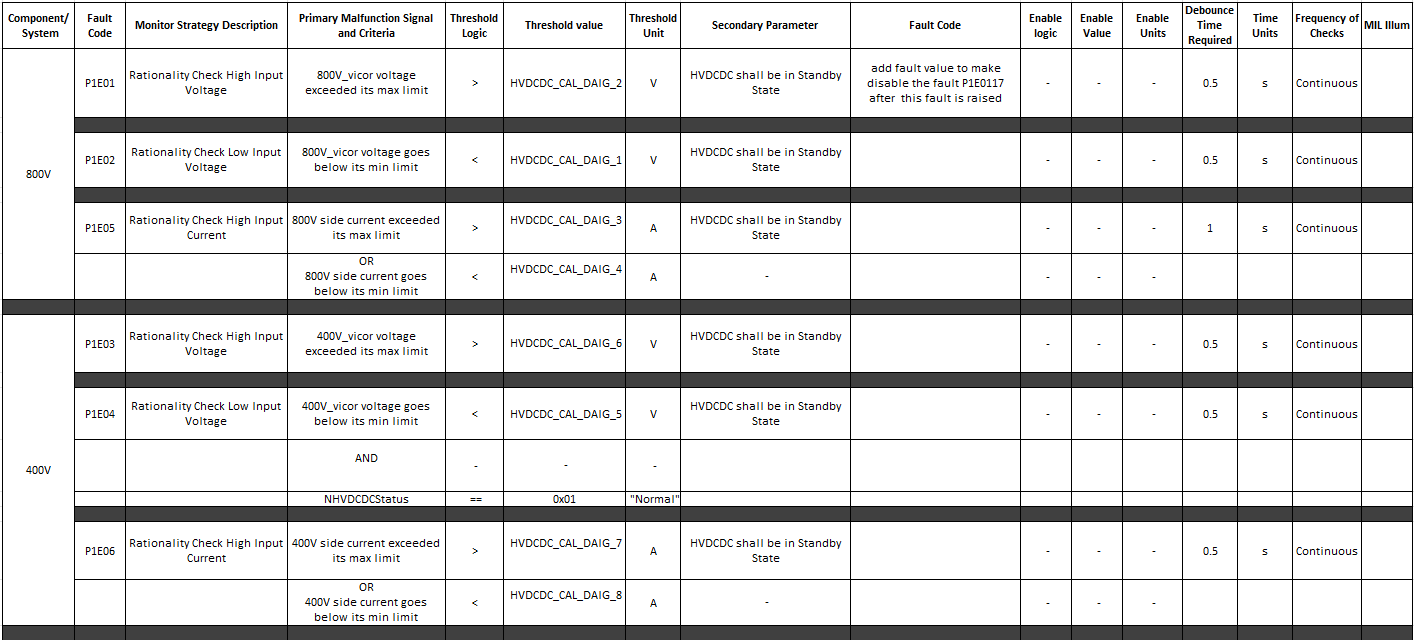 Component/ System Fault Code Monitor Strategy Description Primary Malfunction Signal and Criteria Threshold Logic Threshold value Threshold Unit Secondary Parameter Fault Code Enable logic Enable Value Enable Units Debounce Time Required Time Units Frequency of Checks MIL Illum
800V
P1E01 Rationality Check High Input Voltage 800V_vicor voltage exceeded its max limit > HVDCDC_CAL_DAIG_2 V HVDCDC shall be in Standby State add fault value to make disable the fault P1E0117 after this fault is raised - - - 0.5 s Continuous
P1E02 Rationality Check Low Input Voltage 800V_vicor voltage goes below its min limit < HVDCDC_CAL_DAIG_1 V HVDCDC shall be in Standby State - - - 0.5 s Continuous
P1E05 Rationality Check High Input Current 800V side current exceeded its max limit > HVDCDC_CAL_DAIG_3 A HVDCDC shall be in Standby State - - - 1 s Continuous
OR 800V side current goes below its min limit < HVDCDC_CAL_DAIG_4 A - - - -
400V
P1E03 Rationality Check High Input Voltage 400V_vicor voltage exceeded its max limit > HVDCDC_CAL_DAIG_6 V HVDCDC shall be in Standby State - - - 0.5 s Continuous
P1E04 Rationality Check Low Input Voltage 400V_vicor voltage goes below its min limit < HVDCDC_CAL_DAIG_5 V HVDCDC shall be in Standby State - - - 0.5 s Continuous
AND - - -
NHVDCDCStatus == 0x01 "Normal"
P1E06 Rationality Check High Input Current 400V side current exceeded its max limit > HVDCDC_CAL_DAIG_7 A HVDCDC shall be in Standby State - - - 0.5 s Continuous
OR 400V side current goes below its min limit < HVDCDC_CAL_DAIG_8 A - - - -